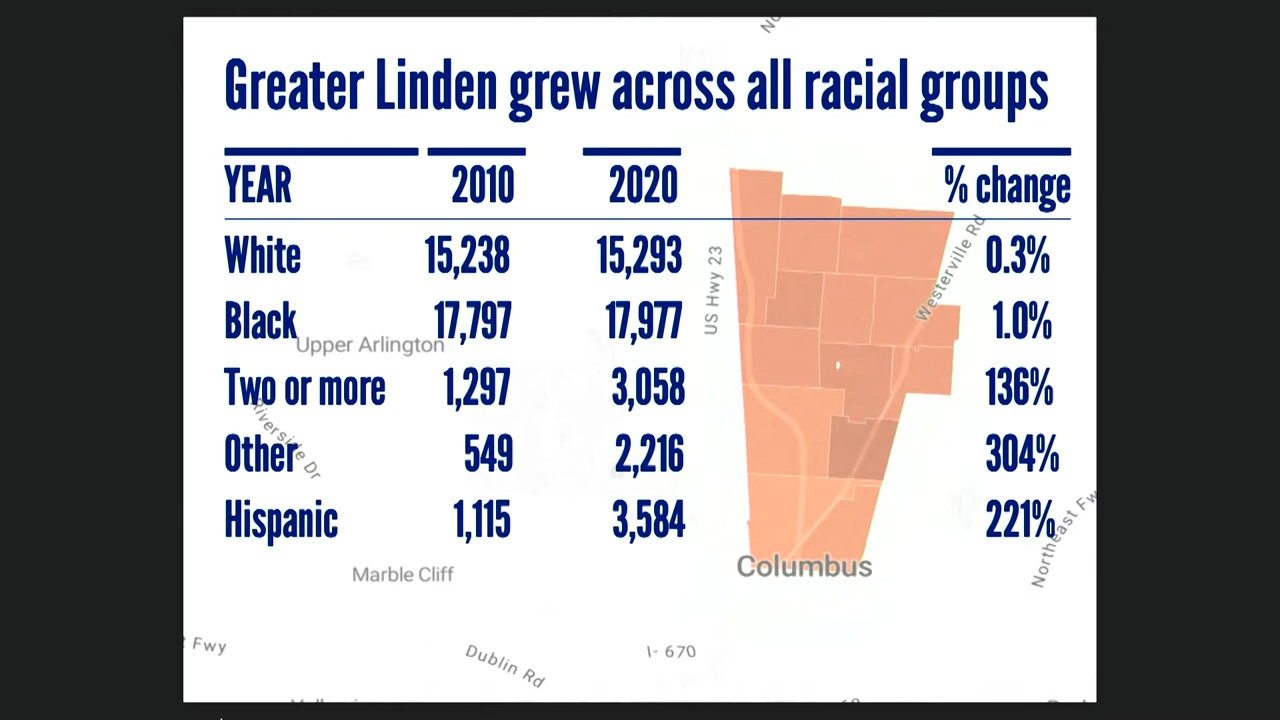 Greater Linden grew across all racial groups
YEAR 2010 2020 % change
White 15,238 15,293 0.3%
Black 17,797 17,977 1.0%
Two or more 1,297 3,058 136%
Other 549 2,216 304%
Hispanic 1,115 3,584 221%
US Hwy 23
Westerville Rd
Upper Arlington
Riverside Dr
Northeast Fw
Columbus
Marble Cliff
Fwy
Dublin Rd
I- 670